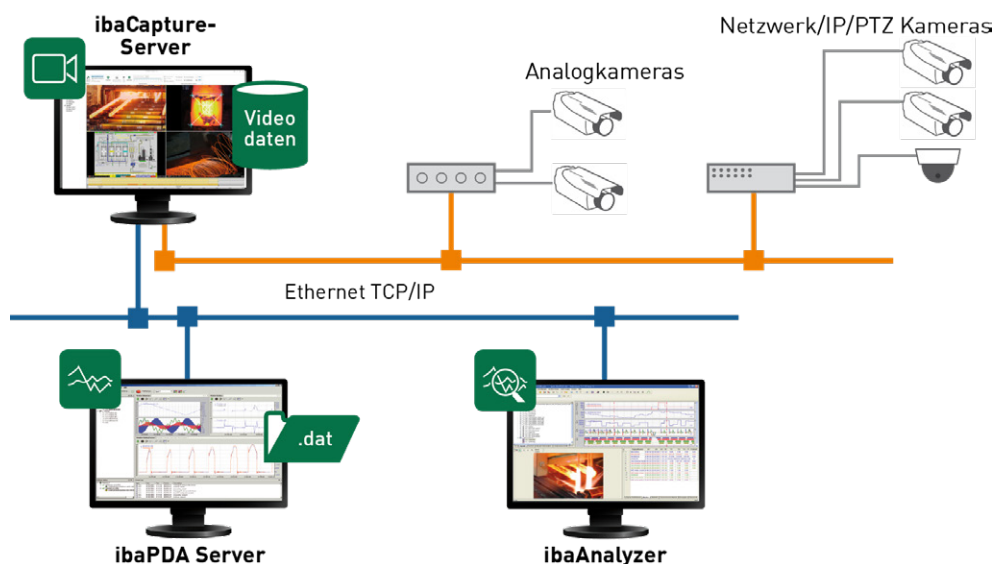 ibaCapture-
Server
Video
daten
Analogkameras
Netzwerk/IP/PTZ Kameras
Ethernet TCP/IP
.dat
ibaPDA Server
ibaAnalyzer